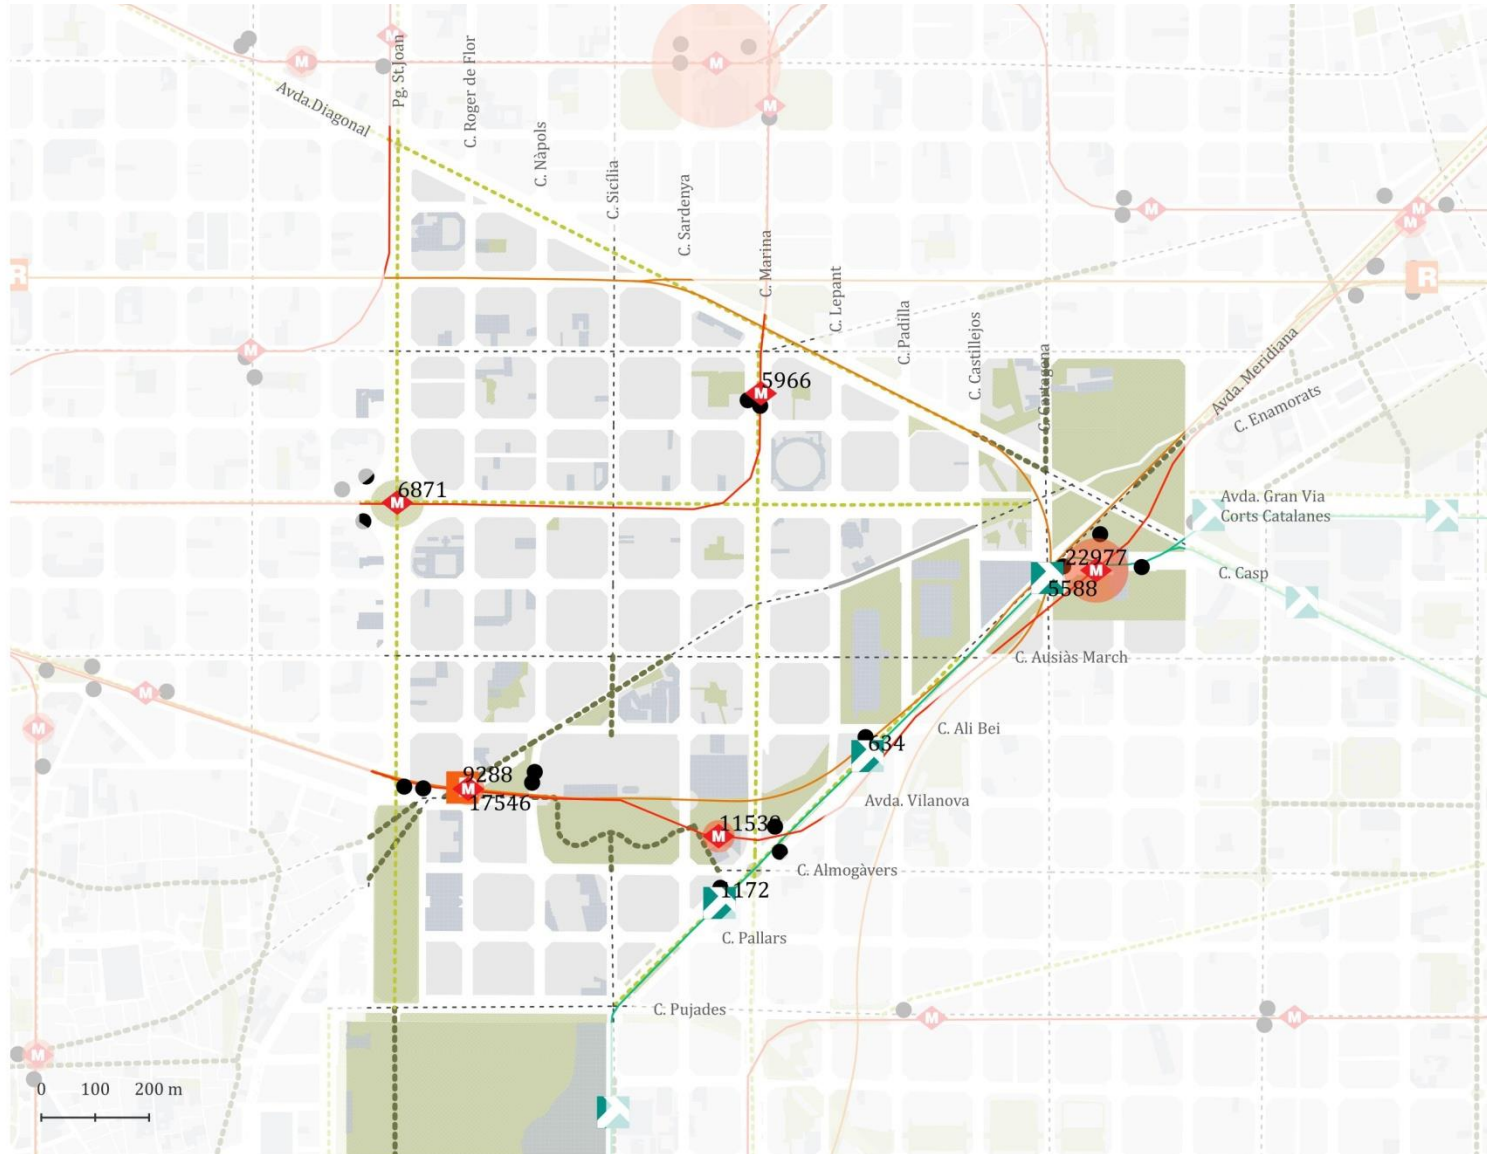 M
M
M
M
Pg. St.Joan
C. Roger de Flor
Avda.Diagonal
C. Nàpols
C. Sicília
C. Sardenya
C. Marina
C. Lepant
C. Padilla
C. Castillejos
C. Cartagena
Avda. Meridiana
C. Enamorats
M
M
M
R
R
M
5966
M
6871
M
Avda. Gran Via
Corts Catalanes
22977
M
5588
C. Casp
C. Ausiàs March
M
M
C. Ali Bei
634
9288
M
17546
Avda. Vilanova
M
C. Almogàvers
1172
C. Pallars
C. Pujades
M
M
M
0 100 200 m